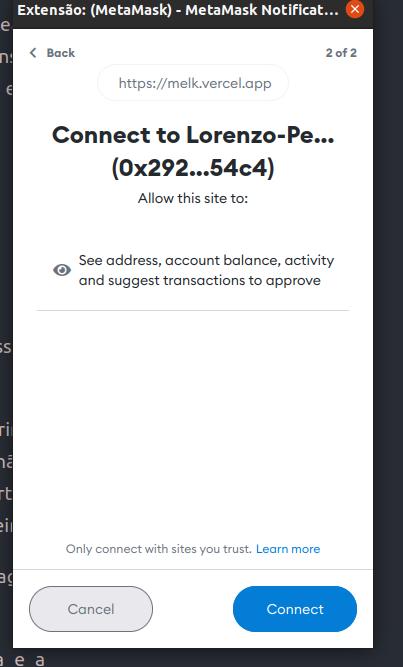 Extensão: (MetaMask) - MetaMask Notificat...
Back
2 of 2
https://melk.vercel.app
Connect to Lorenzo-Pe...
(0x292...54c4)
Allow this site to:
See address, account balance, activity
and suggest transactions to approve
Only connect with sites you trust. Learn more
Cancel
Connect